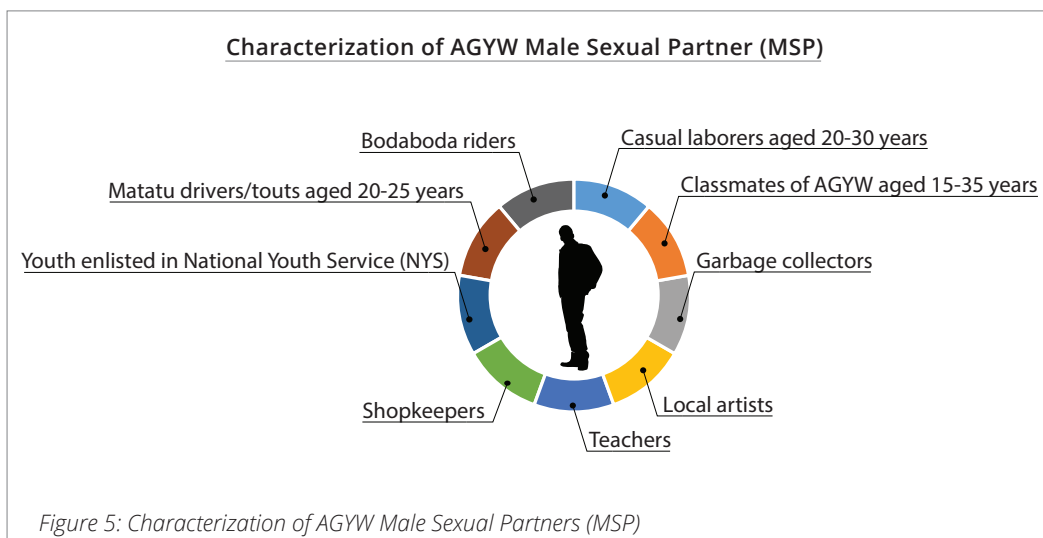 Characterization of AGYW Male Sexual Partner (MSP)
Bodaboda riders
Casual laborers aged 20-30 years
Matatu drivers/touts aged 20-25 years
Classmates of AGYW aged 15-35 years
Youth enlisted in National Youth Service (NYS)
Garbage collectors
Shopkeepers
Local artists
Teachers
Figure 5: Characterization of AGYW Male Sexual Partners (MSP)